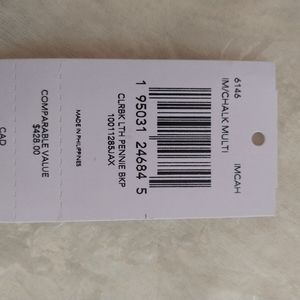 6146
IM/CHALK MULTI IMCAH
1 95031 24684 5
CLRBK LTH PENNIE BKP
10011285JAX
MADE IN PHILIPPINES
COMPARABLE VALUE
$428.00
CAD